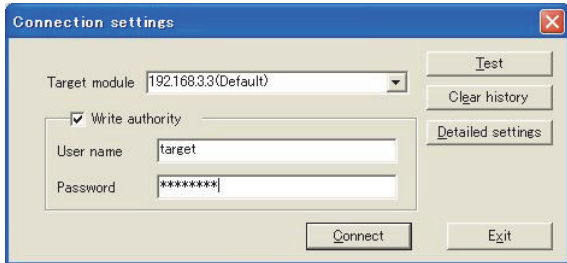 Connection settings
Test
Target module 192.168.3.3(Default)
Clear history
Write authority
Detailed settings
User name target
Password ********
Connect Exit